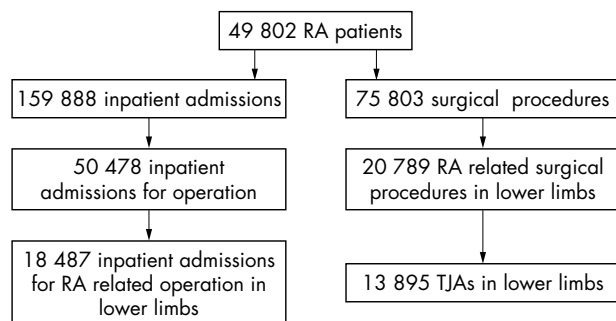 49 802 RA patients
159 888 inpatient admissions
50 478 inpatient
admissions for operation
18 487 inpatient admissions
for RA related operation in
lower limbs
75 803 surgical procedures
20 789 RA related surgical
procedures in lower limbs
13 895 TJAs in lower limbs